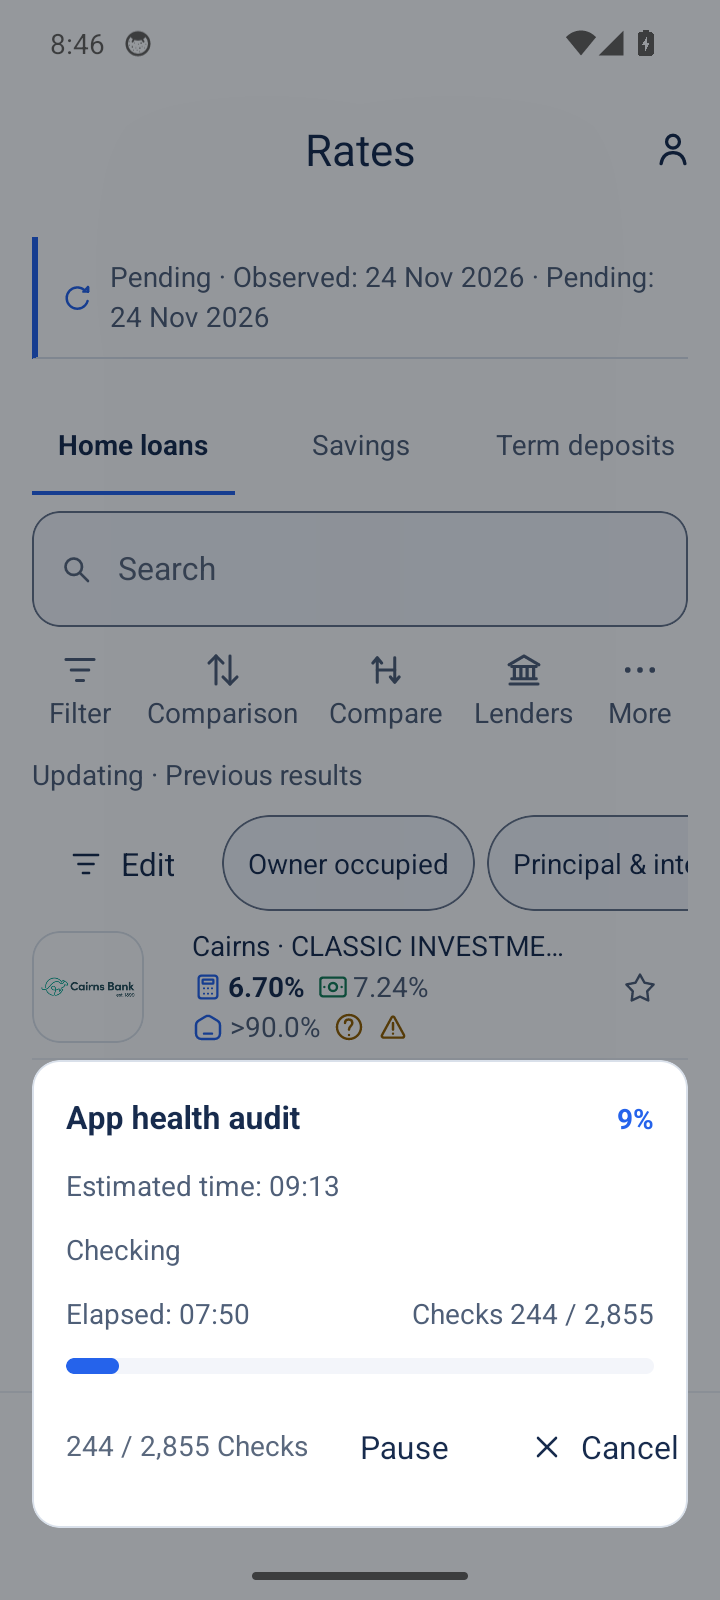 8:46
Rates
Pending · Observed: 24 Nov 2026 · Pending:
24 Nov 2026
Home loans
Savings
Term deposits
Search
Filter
Comparison
Compare
Lenders
More
Updating · Previous results
Edit
Owner occupied
Principal & inte
Cairns Bank
est. 1899
Cairns · CLASSIC INVESTME...
6.70% 7.24%
>90.0%
App health audit
9%
Estimated time: 09:13
Checking
Elapsed: 07:50
Checks 244 / 2,855
244 / 2,855 Checks
Pause
Cancel